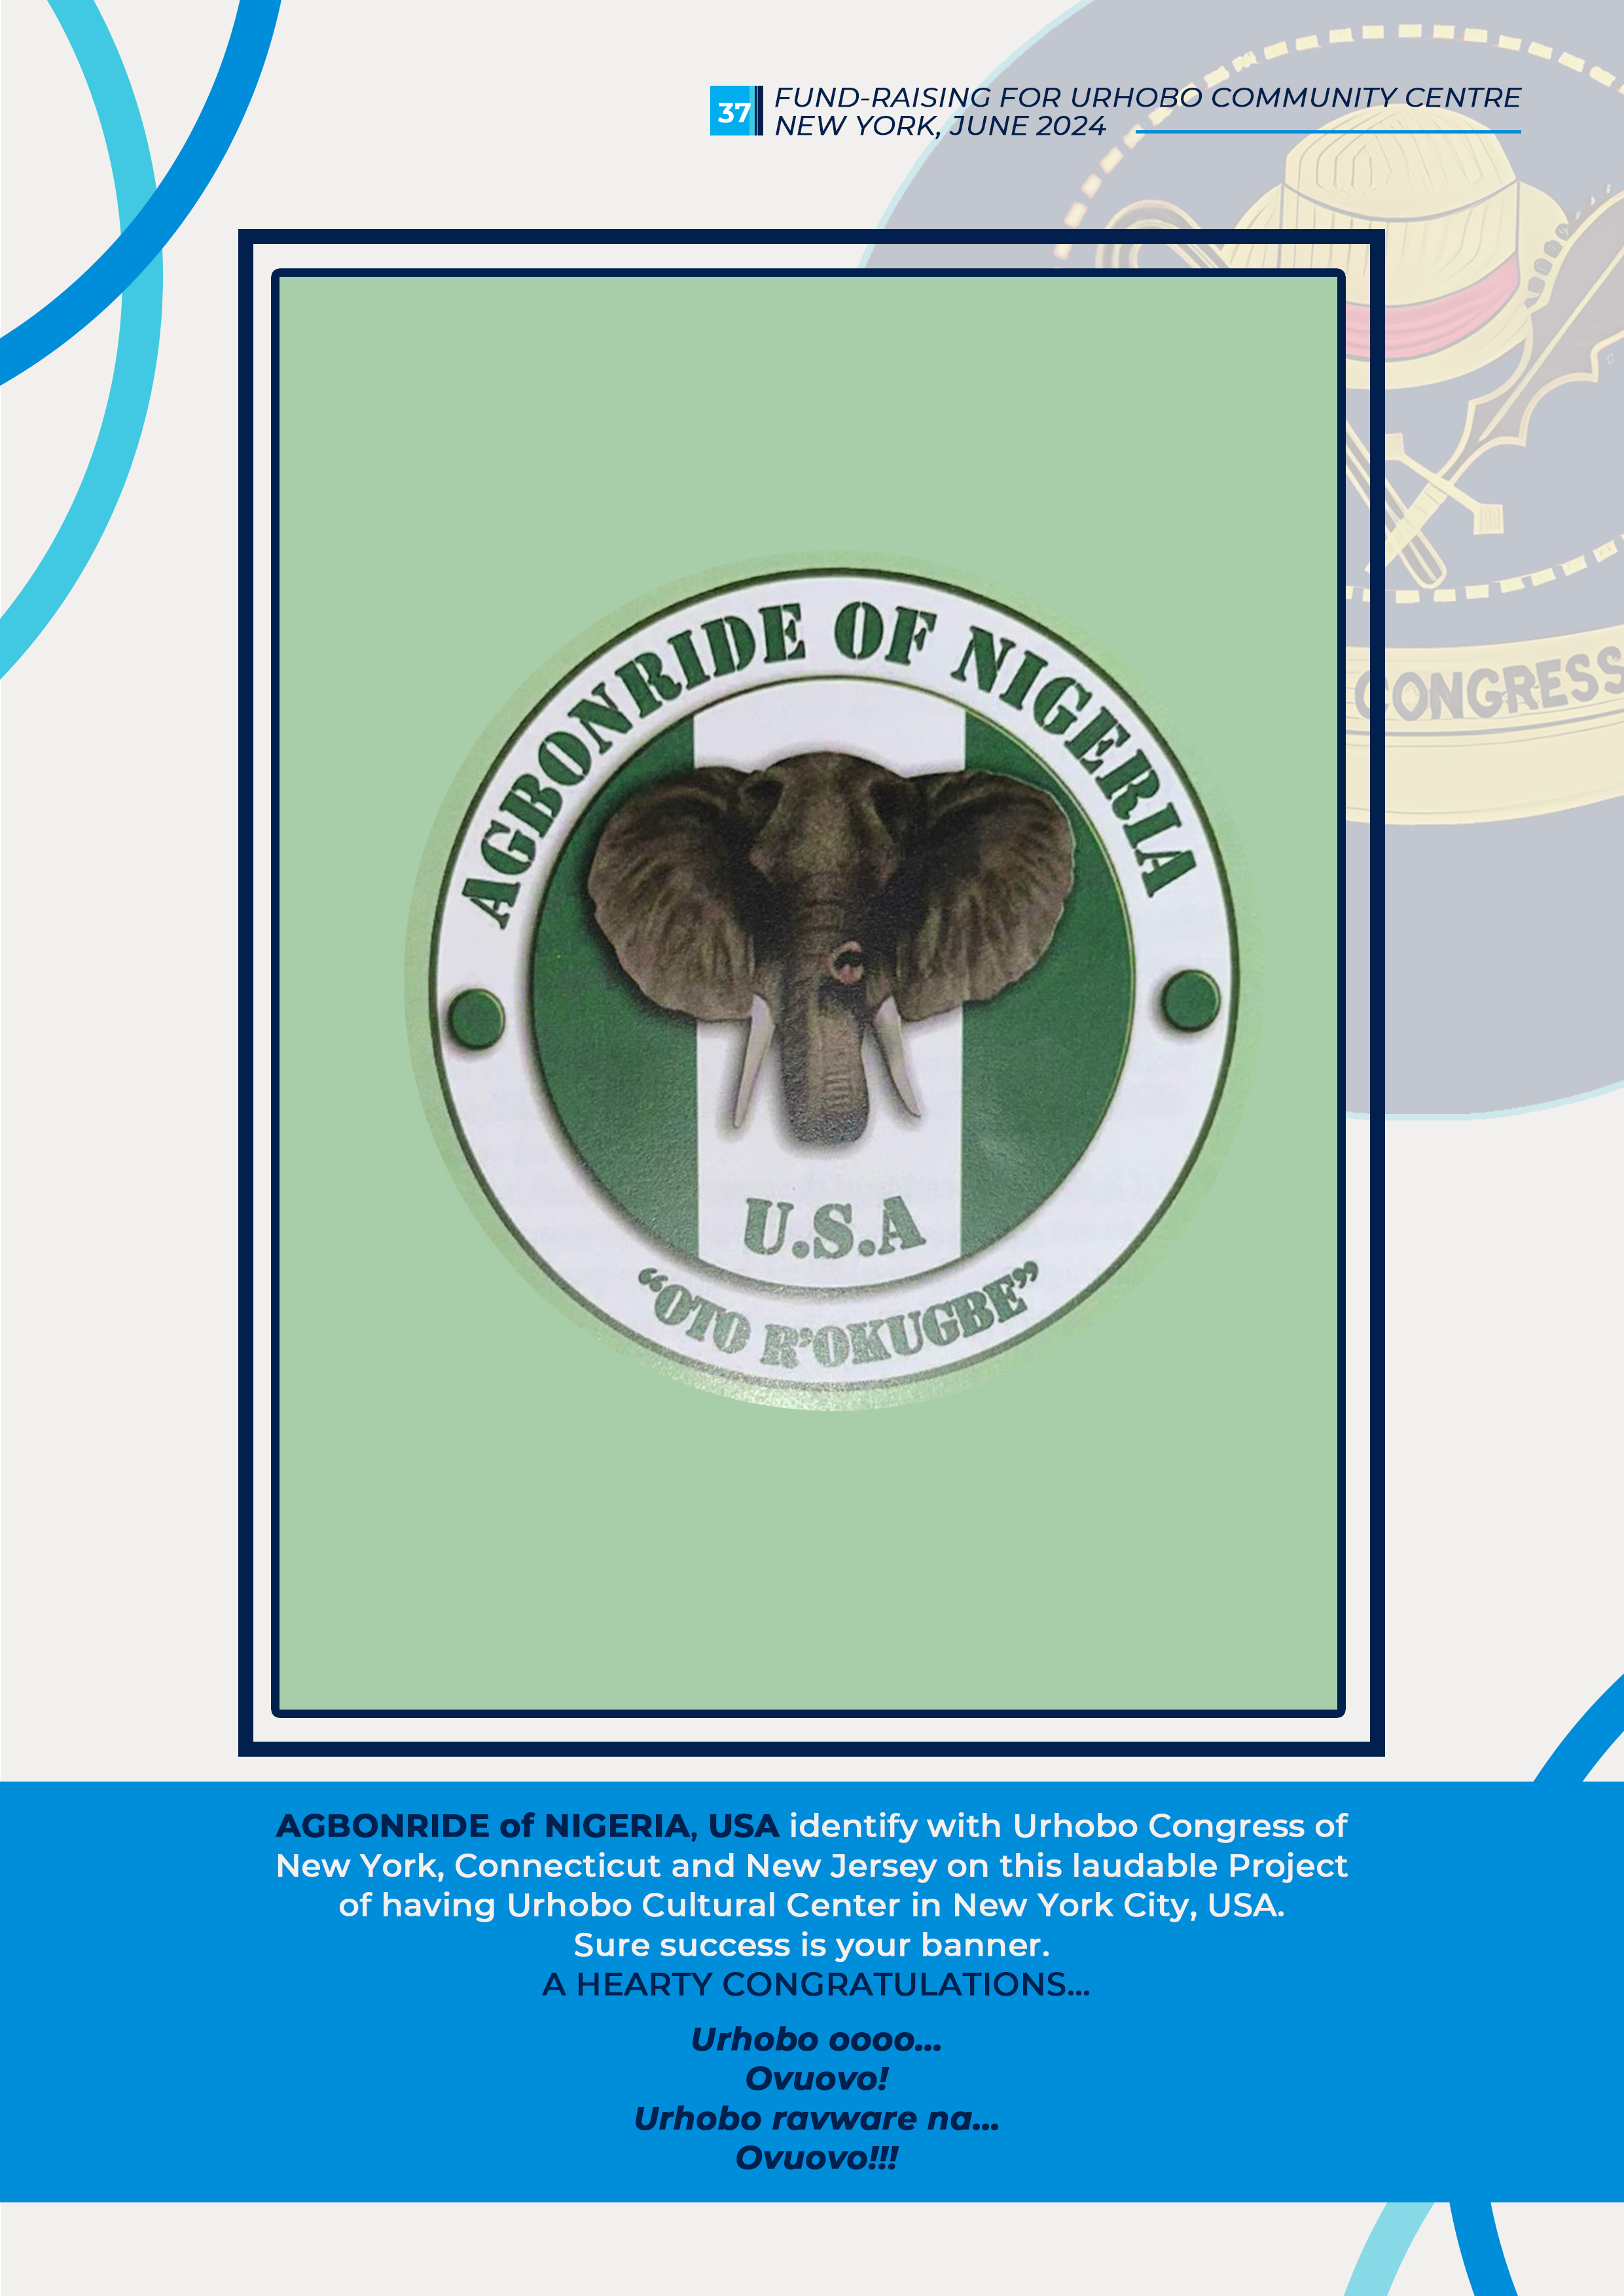 37
FUND-RAISING FOR URHOBO COMMUNITY CENTRE
NEW YORK, JUNE 2024
CONGRESS
AGBONRIDE OF NIGERIA
U.S.A
“OTO R’OKUGBE”
AGBONRIDE of NIGERIA, USA identify with Urhobo Congress of
New York, Connecticut and New Jersey on this laudable Project
of having Urhobo Cultural Center in New York City, USA.
Sure success is your banner.
A HEARTY CONGRATULATIONS...
Urhobo oooo...
Ovuovo!
Urhobo ravware na...
Ovuovo!!!